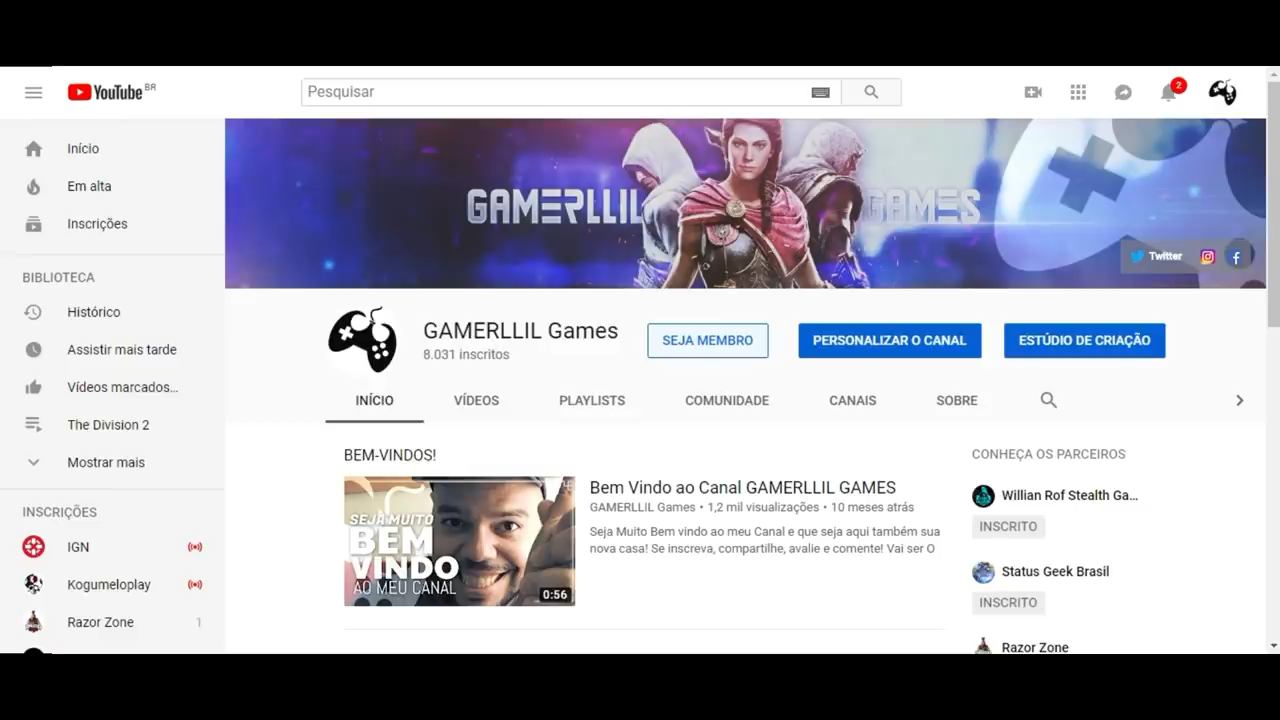 YouTube BR
Pesquisar
2
Início
Em alta
Inscrições
BIBLIOTECA
Histórico
Assistir mais tarde
Vídeos marcados...
The Division 2
Mostrar mais
INSCRIÇÕES
IGN
Kogumeloplay
Razor Zone 1
GAMERLLIL GAMES
Twitter
GAMERLLIL Games
8.031 inscritos
SEJA MEMBRO
PERSONALIZAR O CANAL
ESTÚDIO DE CRIAÇÃO
INÍCIO VÍDEOS PLAYLISTS COMUNIDADE CANAIS SOBRE
BEM-VINDOS!
SEJA MUITO
BEM
VINDO
AO MEU CANAL
0:56
Bem Vindo ao Canal GAMERLLIL GAMES
GAMERLLIL Games • 1,2 mil visualizações • 10 meses atrás
Seja Muito Bem vindo ao meu Canal e que seja aqui também sua
nova casa! Se inscreva, compartilhe, avalie e comente! Vai ser O
CONHEÇA OS PARCEIROS
Willian Rof Stealth Ga...
INSCRITO
Status Geek Brasil
INSCRITO
Razor Zone